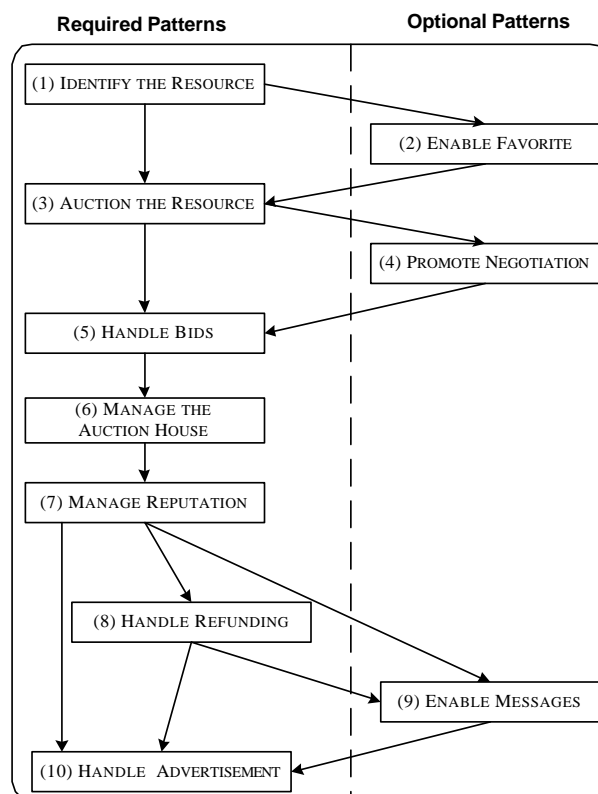 Required Patterns
Optional Patterns
(1) IDENTIFY THE RESOURCE
(2) ENABLE FAVORITE
(3) AUCTION THE RESOURCE
(4) PROMOTE NEGOTIATION
(5) HANDLE BIDS
(6) MANAGE THE
AUCTION HOUSE
(7) MANAGE REPUTATION
(8) HANDLE REFUNDING
(9) ENABLE MESSAGES
(10) HANDLE ADVERTISEMENT